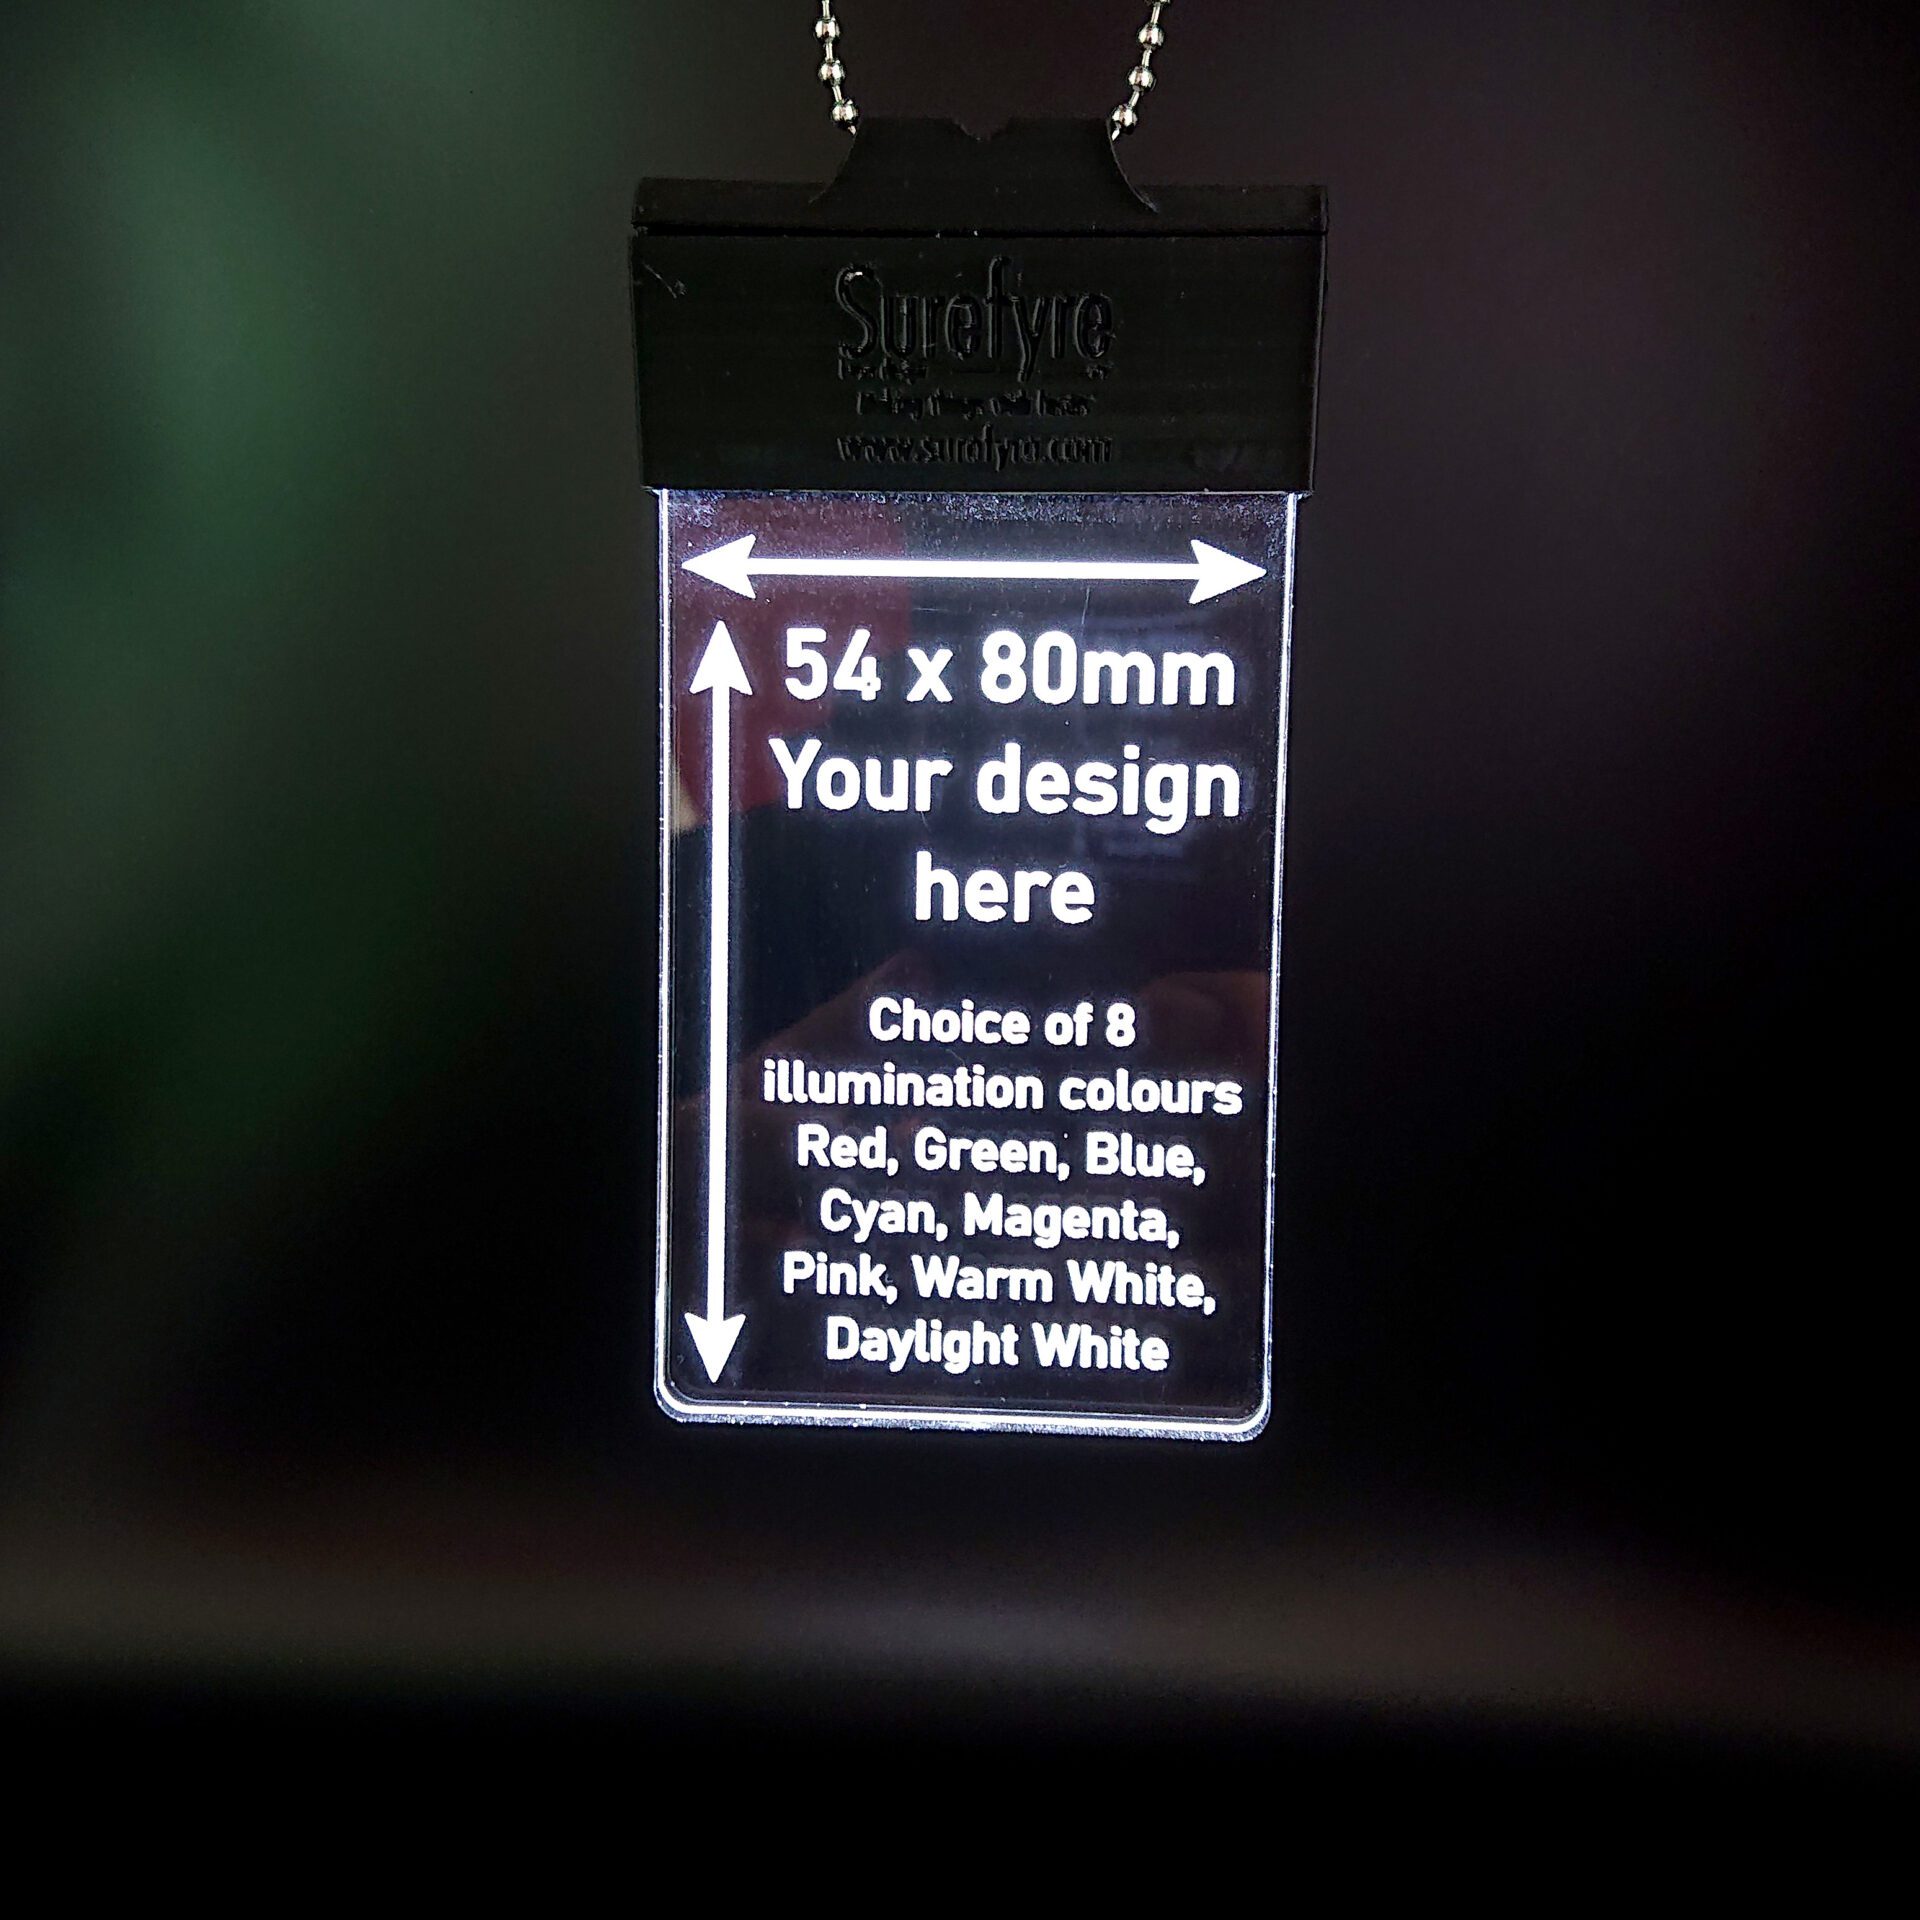 Surefyre
www.surefyre.com
54 x 80mm
Your design
here
Choice of 8
illumination colours
Red, Green, Blue,
Cyan, Magenta,
Pink, Warm White,
Daylight White